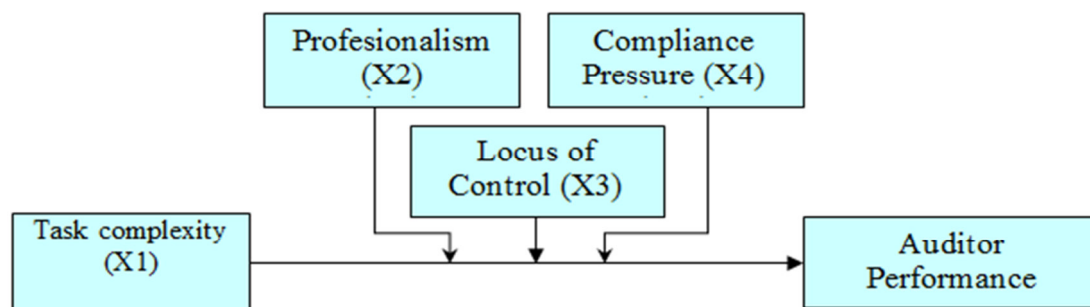 Profesionalism
(X2)
Compliance
Pressure (X4)
Locus of
Control (X3)
Task complexity
(X1)
Auditor
Performance